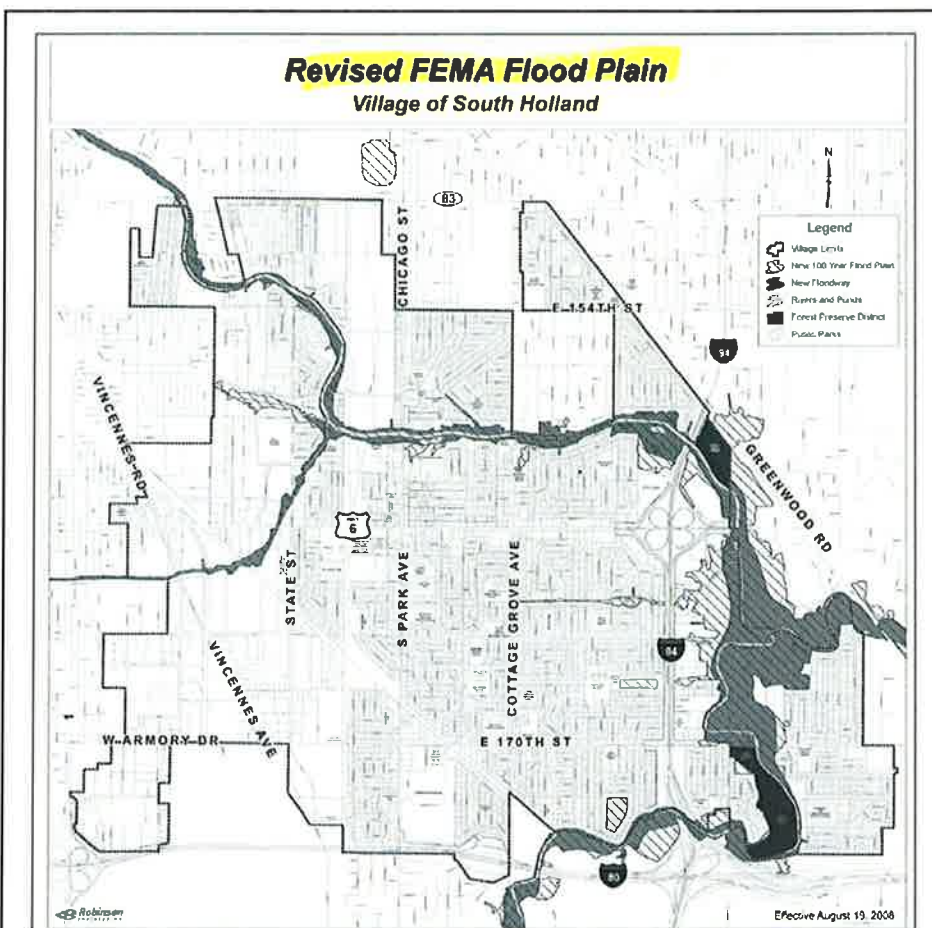 Revised FEMA Flood Plain
Village of South Holland
N
83
CHICAGO ST
Legend
Village Limits
New 100 Year Flood Plain
New Floodway
Rivers and Ponds
Forest Preserve District
Public Parks
E 154TH ST
94
VINCENNES RD
GREENWOOD RD
6
STATE ST
S PARK AVE
COTTAGE GROVE AVE
94
VINCENNES AVE
W ARMORY DR
E 170TH ST
80
Robinson
Effective August 19, 2008